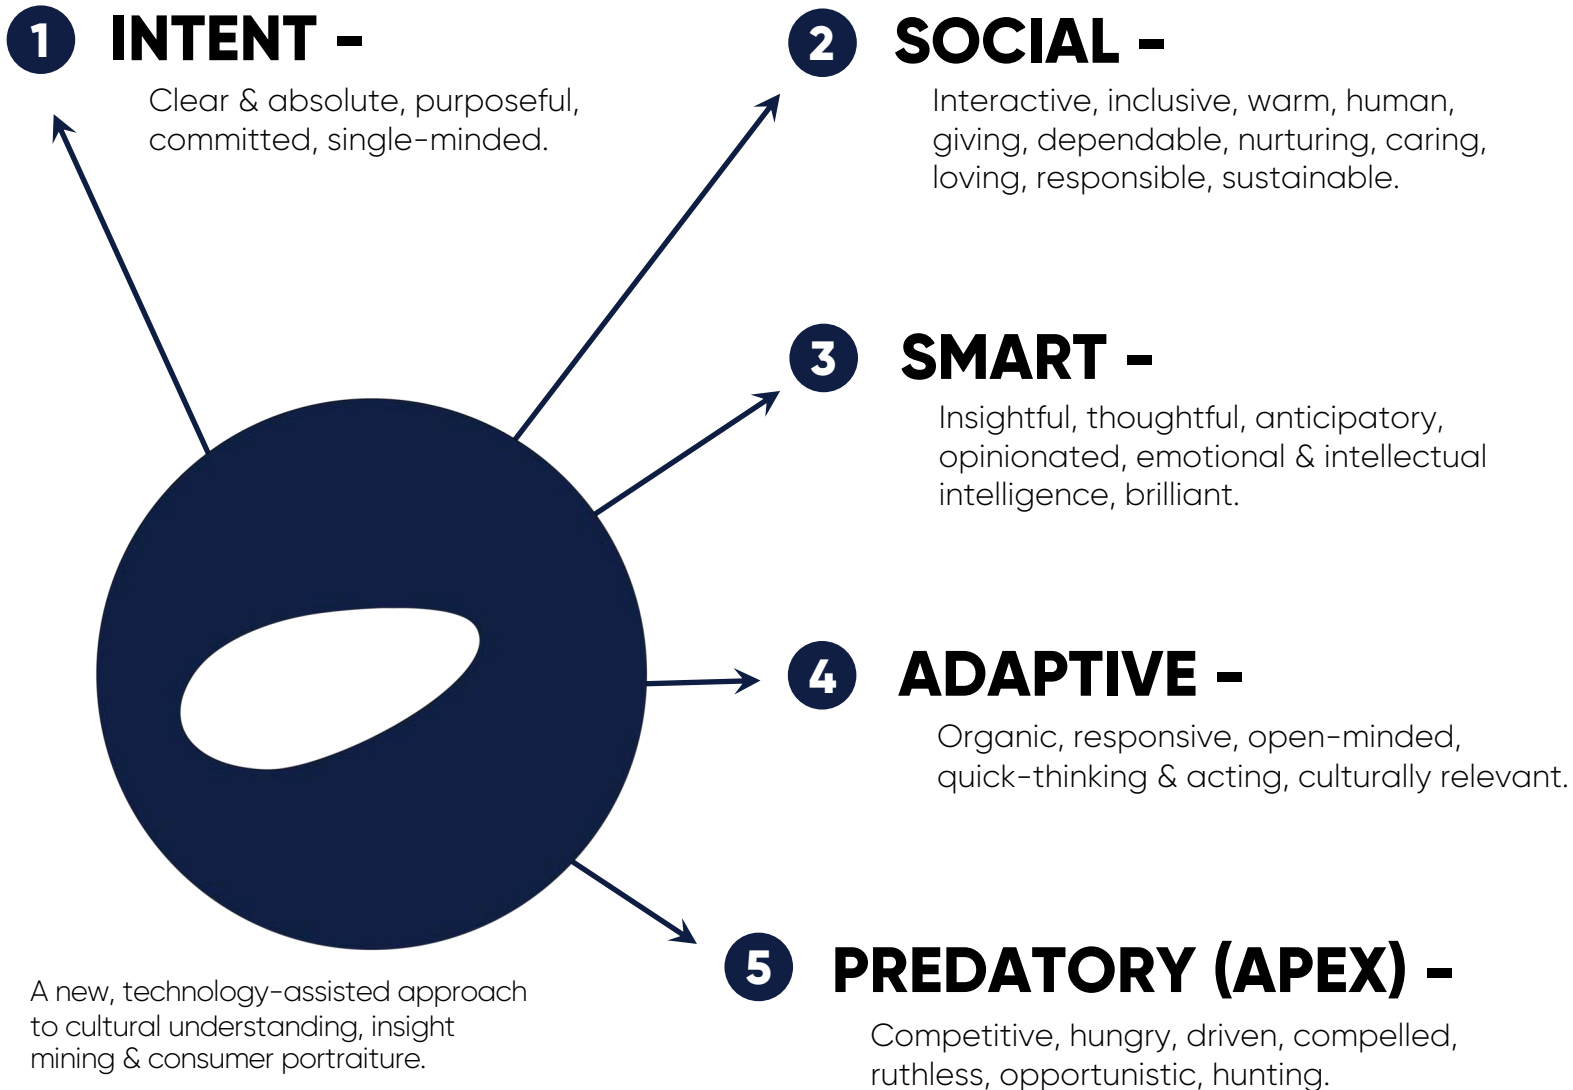 1 INTENT -
Clear & absolute, purposeful,
committed, single-minded.
2 SOCIAL -
Interactive, inclusive, warm, human,
giving, dependable, nurturing, caring,
loving, responsible, sustainable.
3 SMART -
Insightful, thoughtful, anticipatory,
opinionated, emotional & intellectual
intelligence, brilliant.
4 ADAPTIVE -
Organic, responsive, open-minded,
quick-thinking & acting, culturally relevant.
5 PREDATORY (APEX) -
Competitive, hungry, driven, compelled,
ruthless, opportunistic, hunting.
A new, technology-assisted approach
to cultural understanding, insight
mining & consumer portraiture.